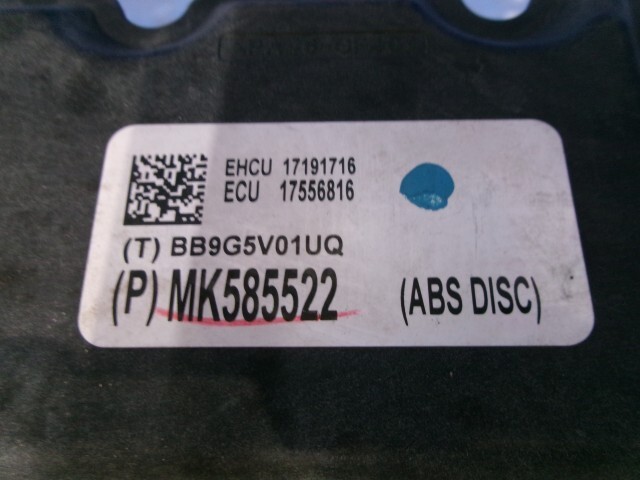 EHCU 17191716
ECU 17556816
(T) BB9G5V01UQ
(P) MK585522 (ABS DISC)